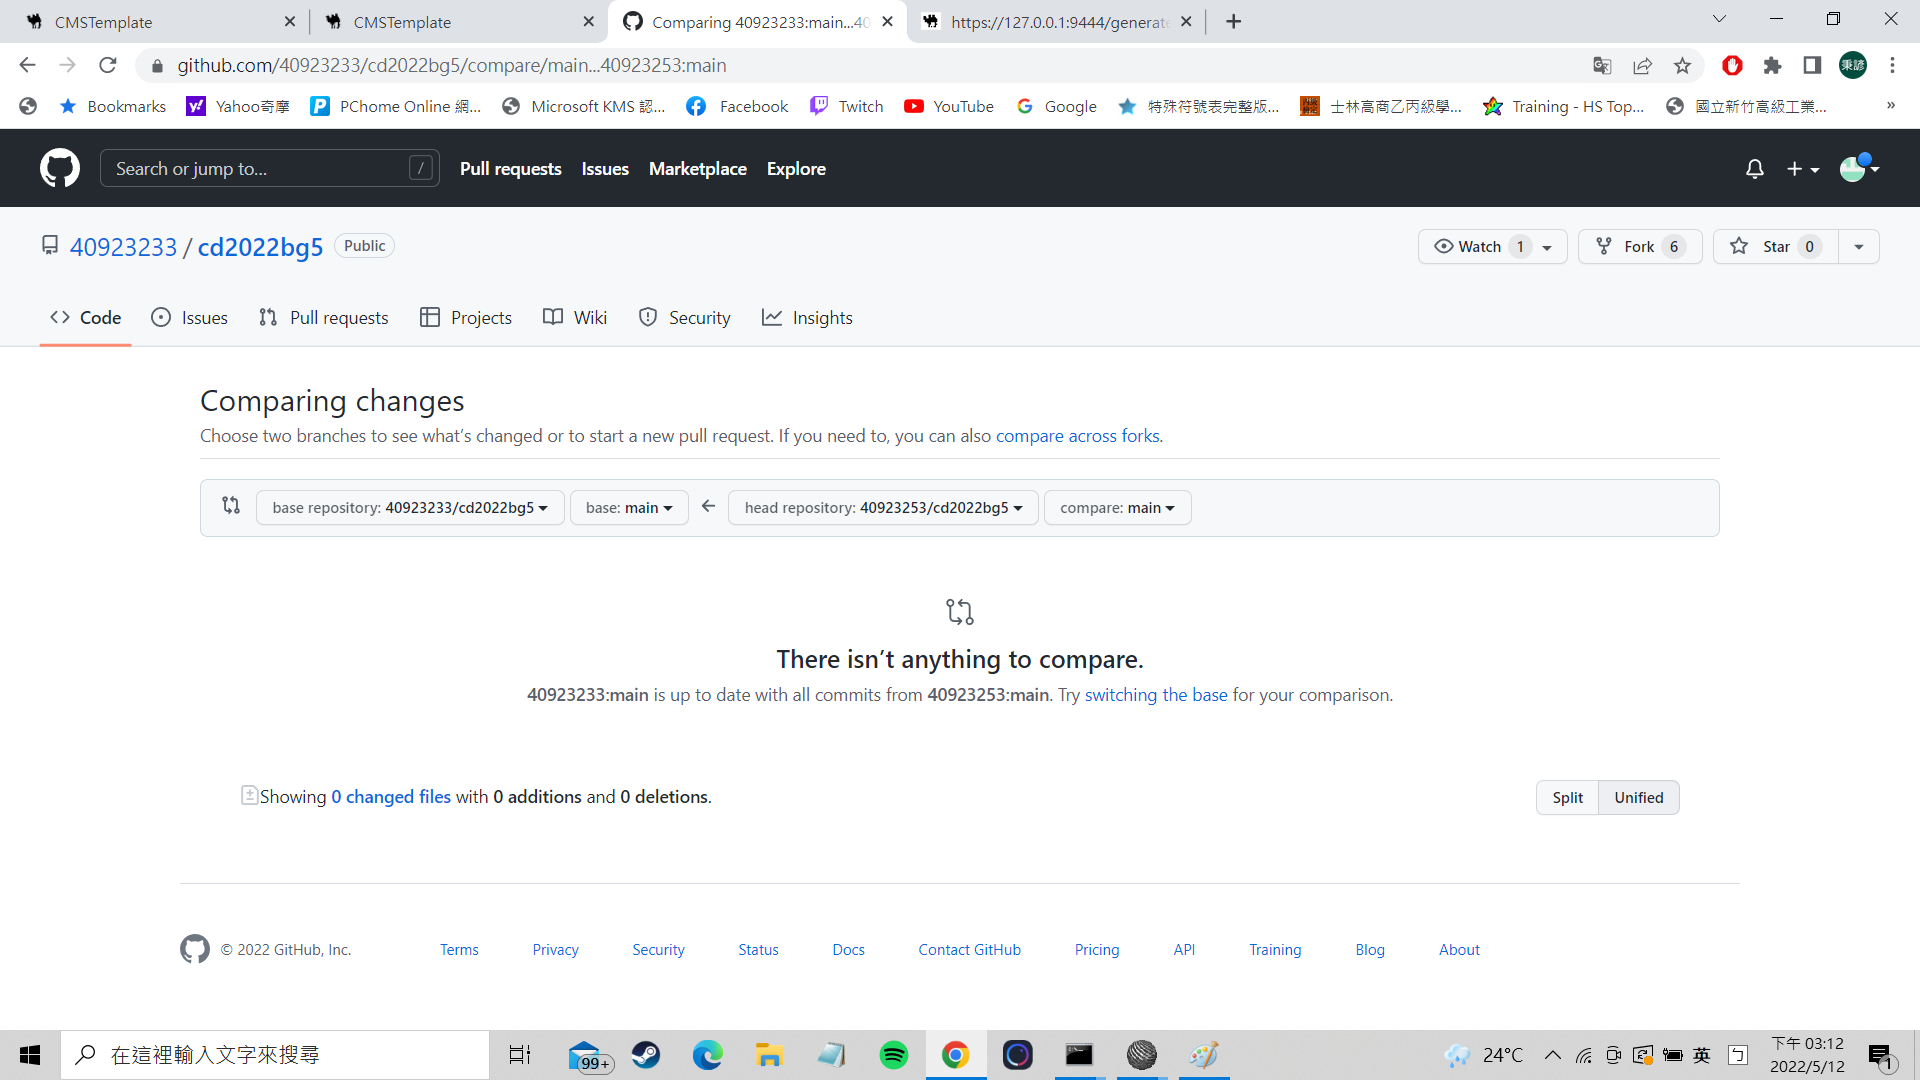 CMSTemplate
CMSTemplate
Comparing 40923233:main...40
https://127.0.0.1:9444/generate
github.com/40923233/cd2022bg5/compare/main...40923253:main
秉諺
Bookmarks
Yahoo奇摩
PChome Online 網...
Microsoft KMS 認...
Facebook
Twitch
YouTube
Google
特殊符號表完整版...
士林高商乙丙級學...
Training - HS Top...
國立新竹高級工業...
»
Search or jump to...
/
Pull requests
Issues
Marketplace
Explore
40923233 / cd2022bg5
Public
Watch 1
Fork 6
Star 0
Code
Issues
Pull requests
Projects
Wiki
Security
Insights
Comparing changes
Choose two branches to see what’s changed or to start a new pull request. If you need to, you can also compare across forks.
base repository: 40923233/cd2022bg5
base: main
head repository: 40923253/cd2022bg5
compare: main
There isn’t anything to compare.
40923233:main is up to date with all commits from 40923253:main. Try switching the base for your comparison.
Showing 0 changed files with 0 additions and 0 deletions.
Split
Unified
© 2022 GitHub, Inc.
Terms
Privacy
Security
Status
Docs
Contact GitHub
Pricing
API
Training
Blog
About
在這裡輸入文字來搜尋
99+
24°C
英
ㄅ
下午 03:12
2022/5/12
1